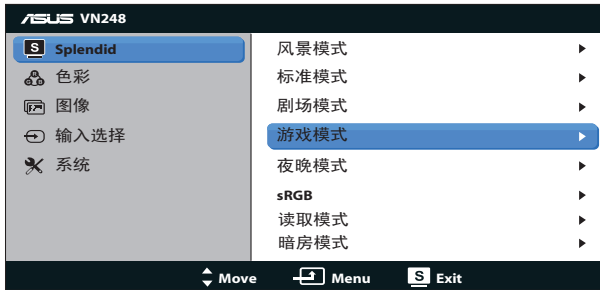 ASUS VN248
S Splendid
色彩
图像
输入选择
系统
风景模式
标准模式
剧场模式
游戏模式
夜晚模式
sRGB
读取模式
暗房模式
Move Menu S Exit